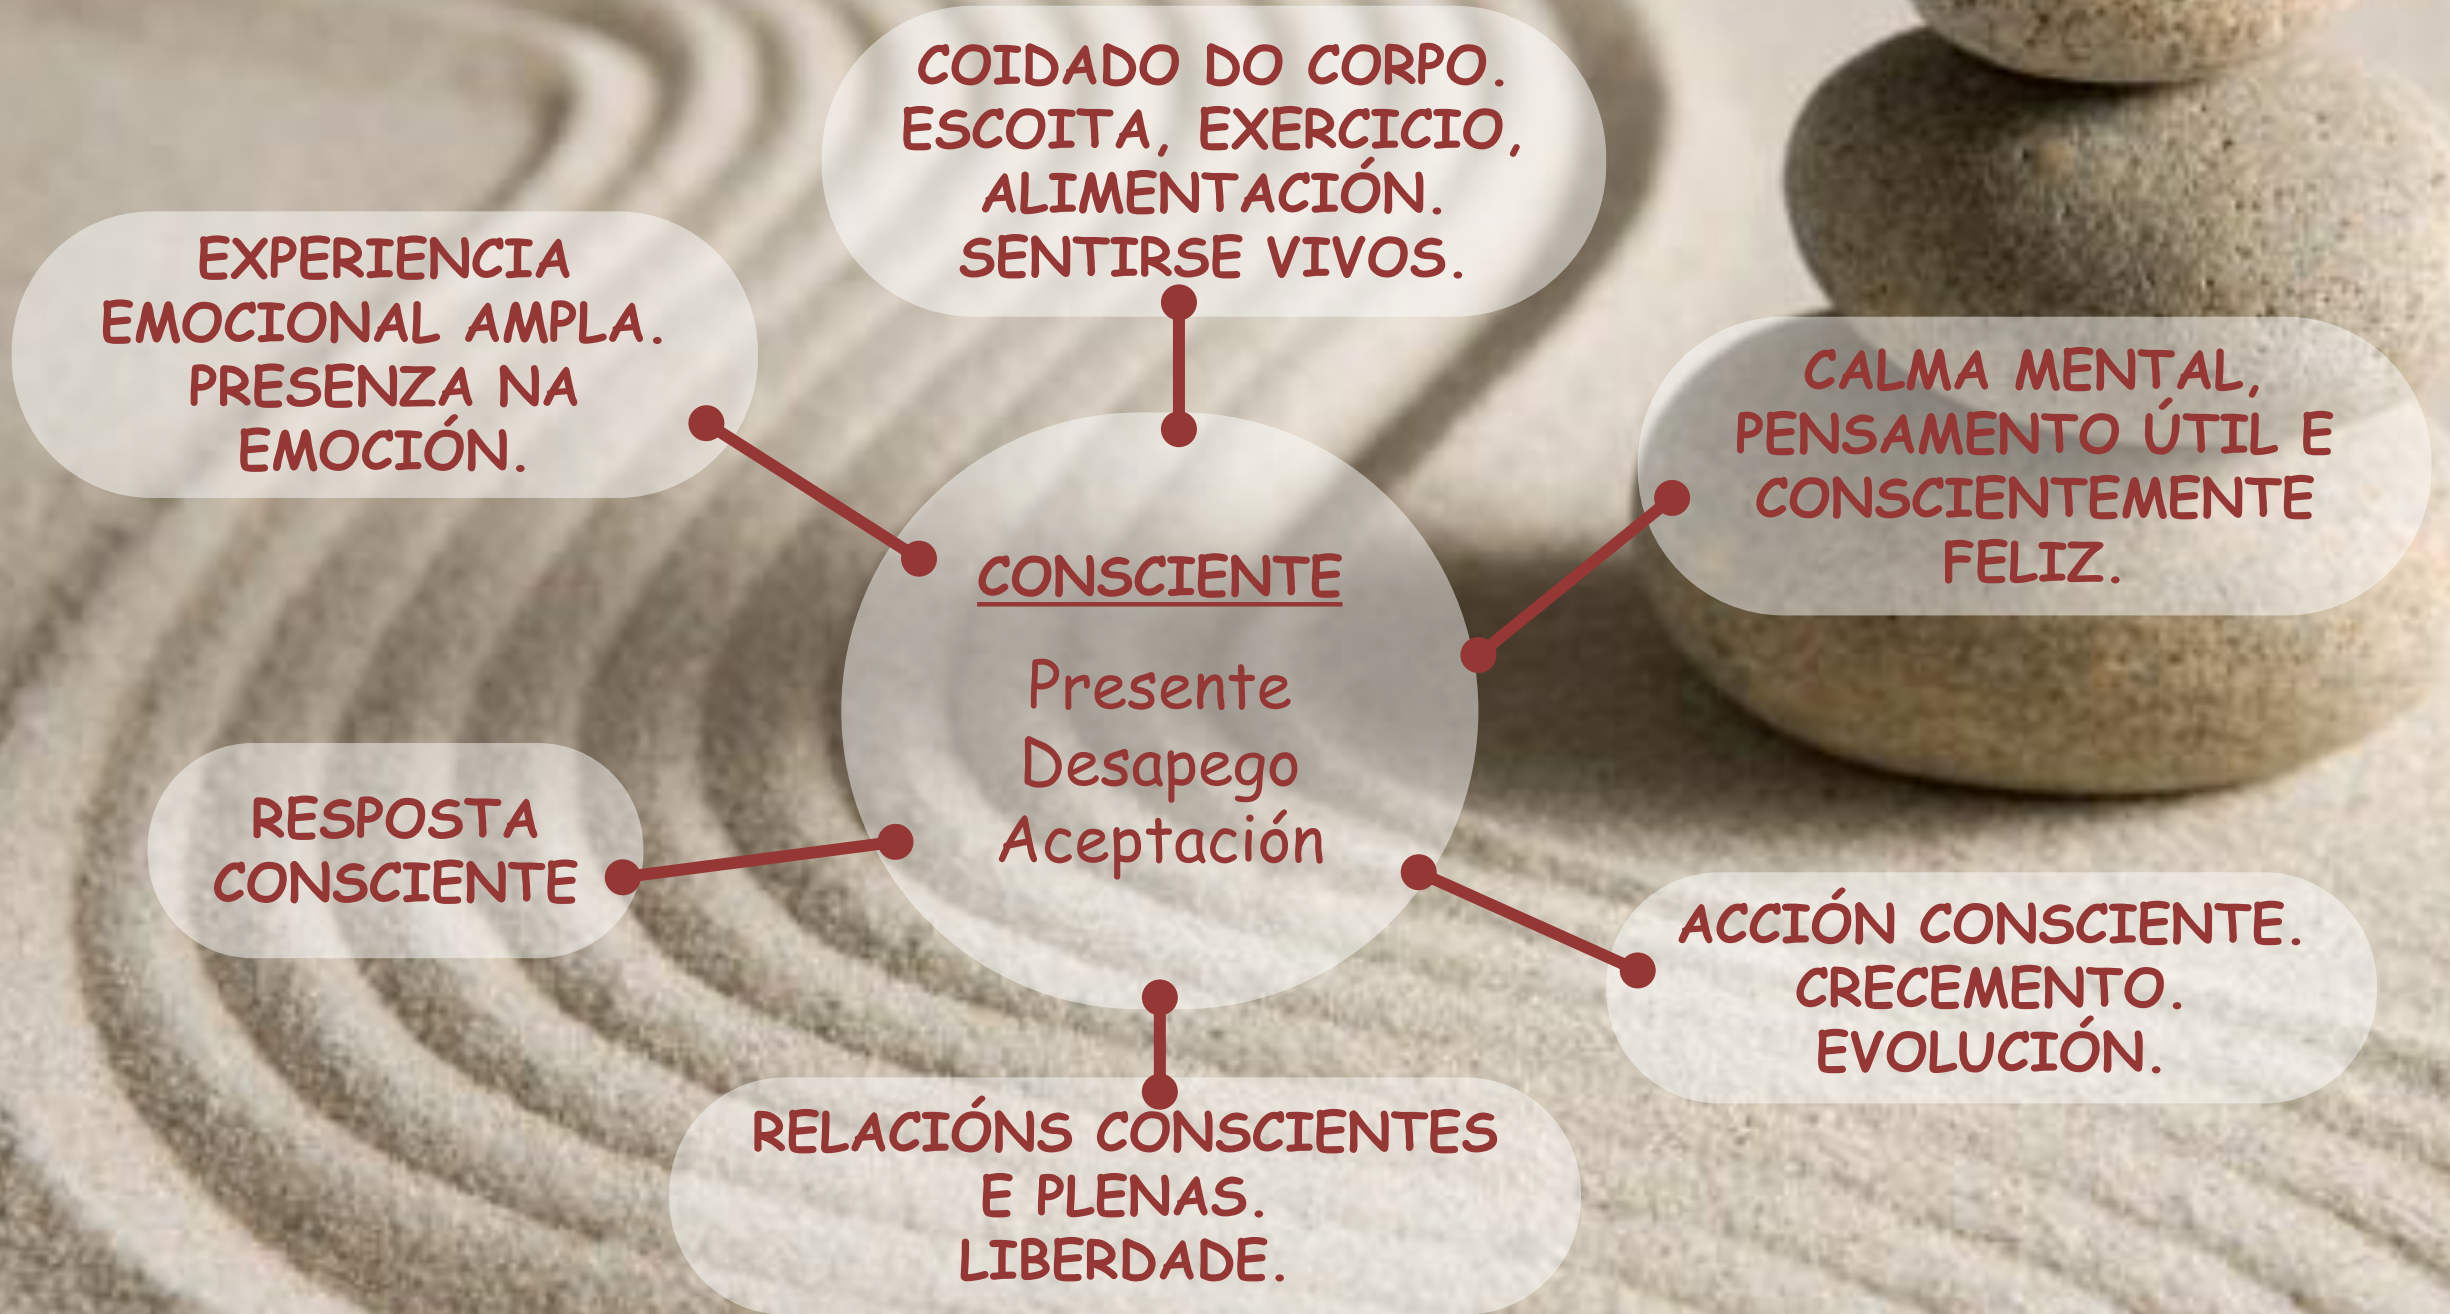 COIDADO DO CORPO.
ESCOITA, EXERCICIO,
ALIMENTACIÓN.
SENTIRSE VIVOS.
EXPERIENCIA
EMOCIONAL AMPLA.
PRESENZA NA
EMOCIÓN.
CALMA MENTAL,
PENSAMENTO ÚTIL E
CONSCIENTEMENTE
FELIZ.
CONSCIENTE
Presente
Desapego
Aceptación
RESPOSTA
CONSCIENTE
ACCIÓN CONSCIENTE.
CRECEMENTO.
EVOLUCIÓN.
RELACIÓNS CONSCIENTES
E PLENAS.
LIBERDADE.